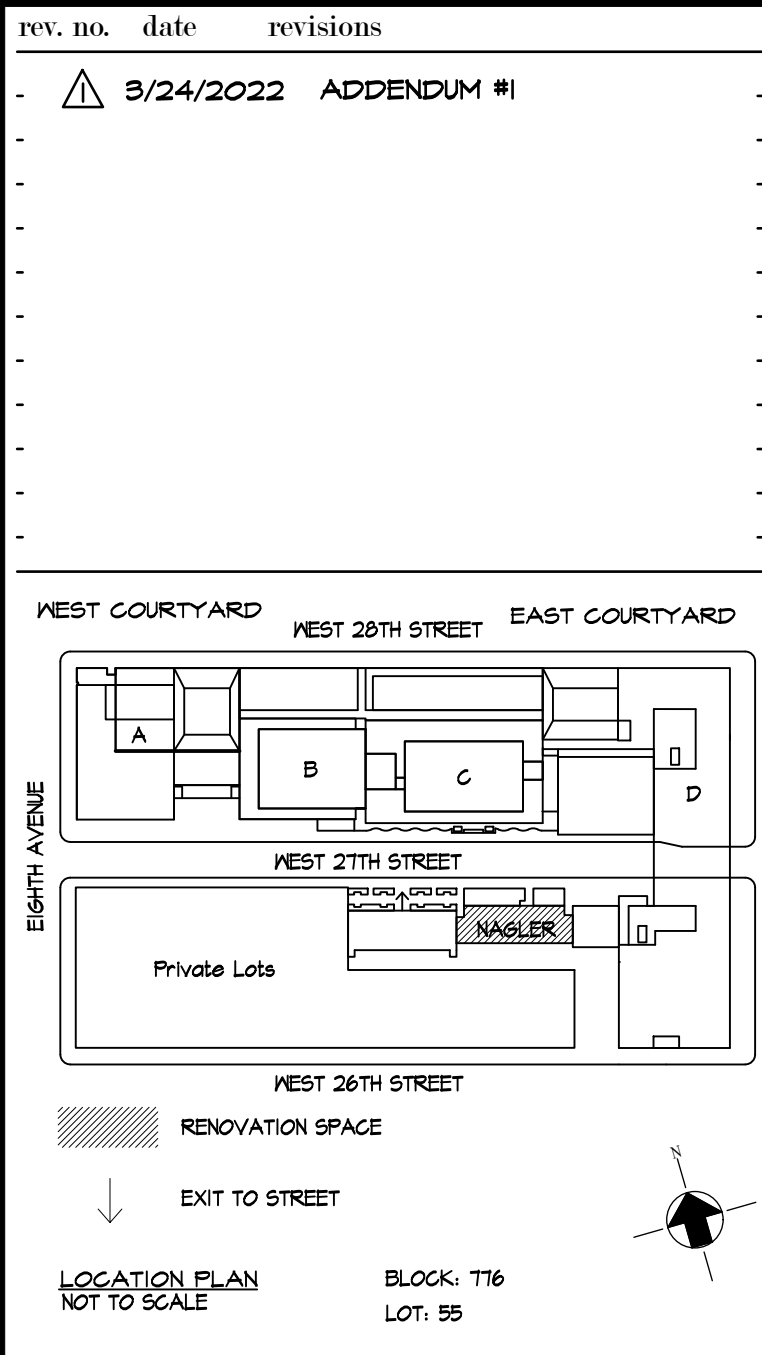 rev. no. date revisions
1 3/24/2022 ADDENDUM #1
WEST COURTYARD
EAST COURTYARD
WEST 28TH STREET
A
B
C
D
EIGHTH AVENUE
WEST 27TH STREET
NAGLER
Private Lots
WEST 26TH STREET
RENOVATION SPACE
N
EXIT TO STREET
LOCATION PLAN
NOT TO SCALE
BLOCK: 776
LOT: 55